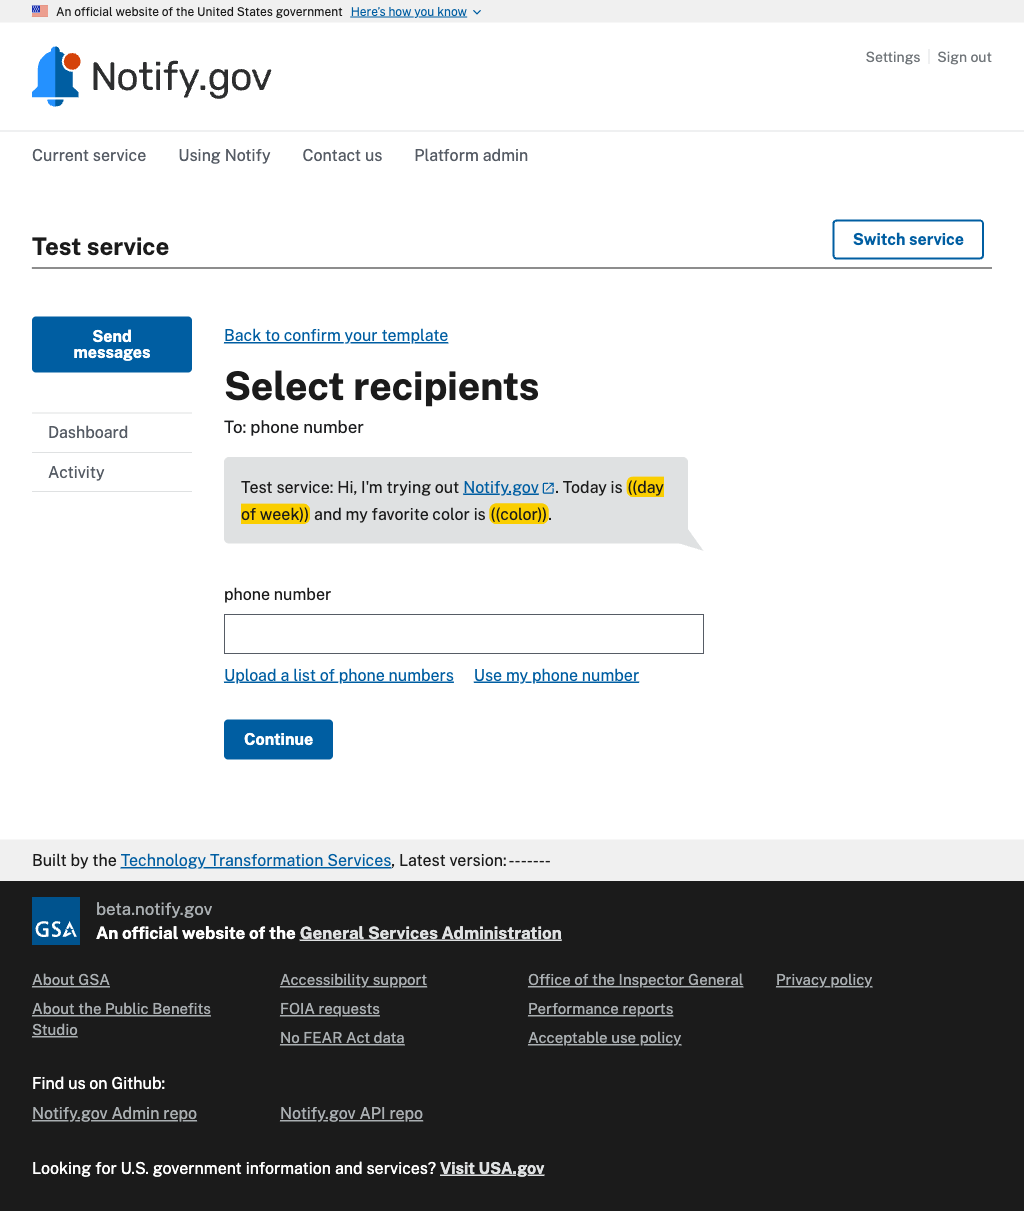 An official website of the United States government Here's how you know
Notify.gov
Settings Sign out
Current service Using Notify Contact us Platform admin
Test service
Switch service
Send
messages
Dashboard
Activity
Back to confirm your template
Select recipients
To: phone number
Test service: Hi, I'm trying out Notify.gov. Today is ((day
of week)) and my favorite color is ((color)).
phone number
Upload a list of phone numbers Use my phone number
Continue
Built by the Technology Transformation Services, Latest version:-------
GSA
beta.notify.gov
An official website of the General Services Administration
About GSA Accessibility support Office of the Inspector General Privacy policy
About the Public Benefits
Studio
FOIA requests Performance reports
No FEAR Act data Acceptable use policy
Find us on Github:
Notify.gov Admin repo Notify.gov API repo
Looking for U.S. government information and services? Visit USA.gov